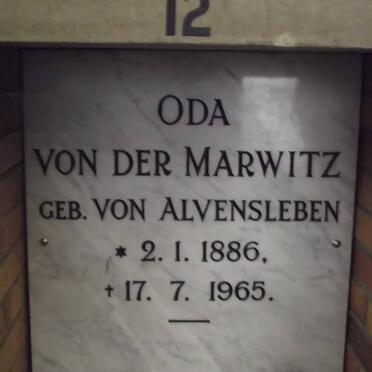 12
ODA
VON DER MARWITZ
GEB. VON ALVENSLEBEN
* 2. 1. 1886,
† 17. 7. 1965.